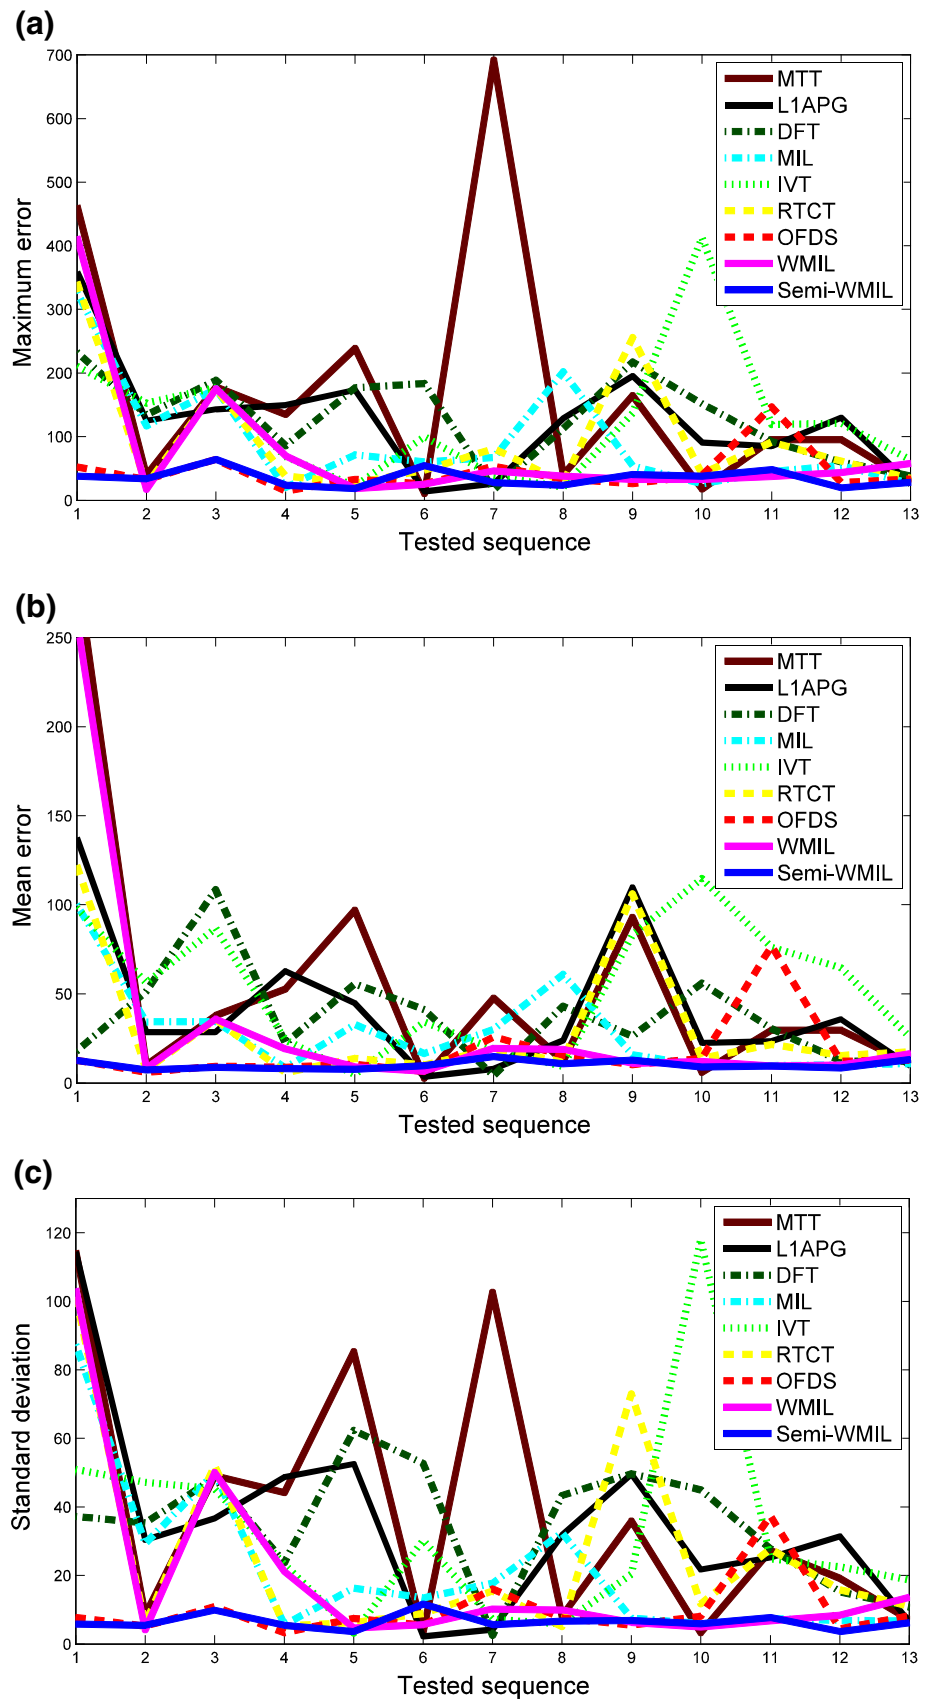 (a)
700
600
500
400
300
200
100
0
Maximum error
1 2 3 4 5 6 7 8 9 10 11 12 13
Tested sequence
MTT
L1APG
DFT
MIL
IVT
RTCT
OFDS
WMIL
Semi-WMIL
(b)
250
200
150
100
50
0
Mean error
1 2 3 4 5 6 7 8 9 10 11 12 13
Tested sequence
MTT
L1APG
DFT
MIL
IVT
RTCT
OFDS
WMIL
Semi-WMIL
(c)
120
100
80
60
40
20
0
Standard deviation
1 2 3 4 5 6 7 8 9 10 11 12 13
Tested sequence
MTT
L1APG
DFT
MIL
IVT
RTCT
OFDS
WMIL
Semi-WMIL